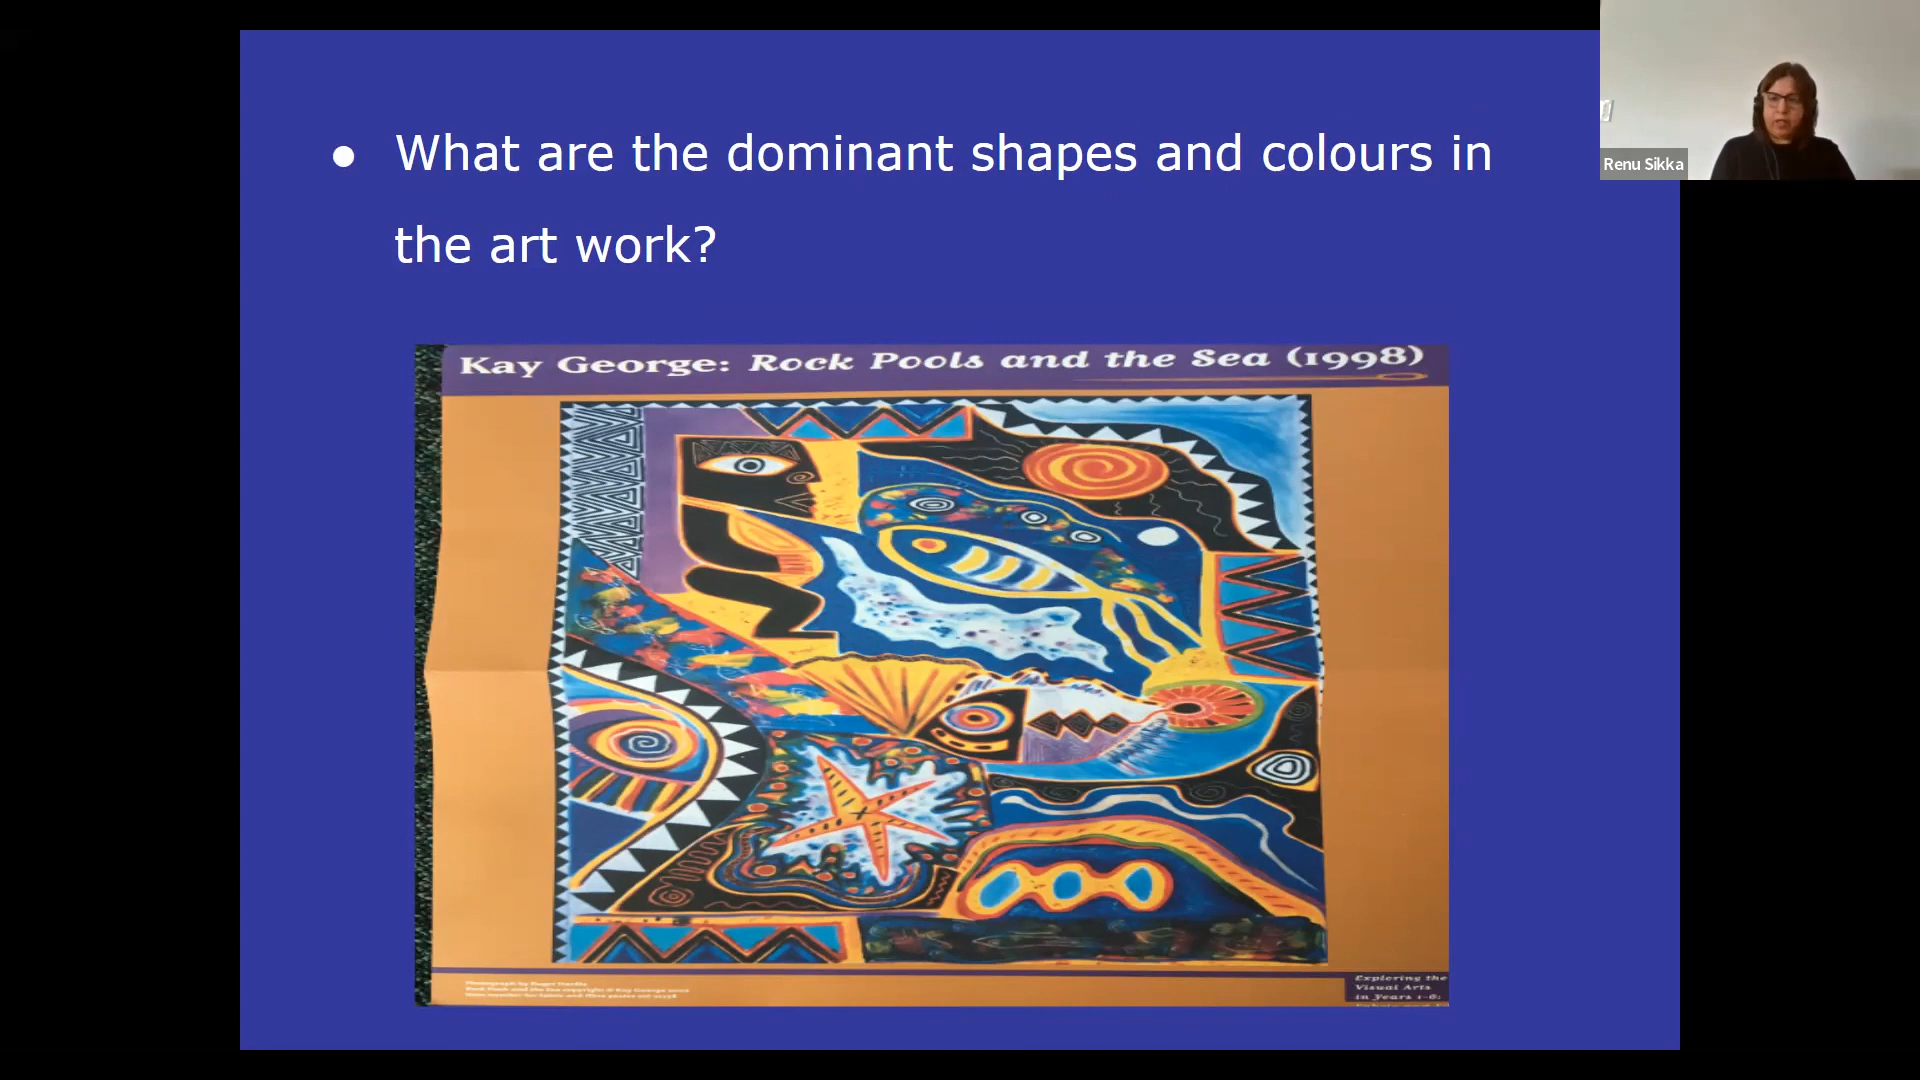 ● What are the dominant shapes and colours in
the art work?
Renu Sikka
Kay George: Rock Pools and the Sea (1998)
Exploring the
Visual Arts
in Years 1-6: